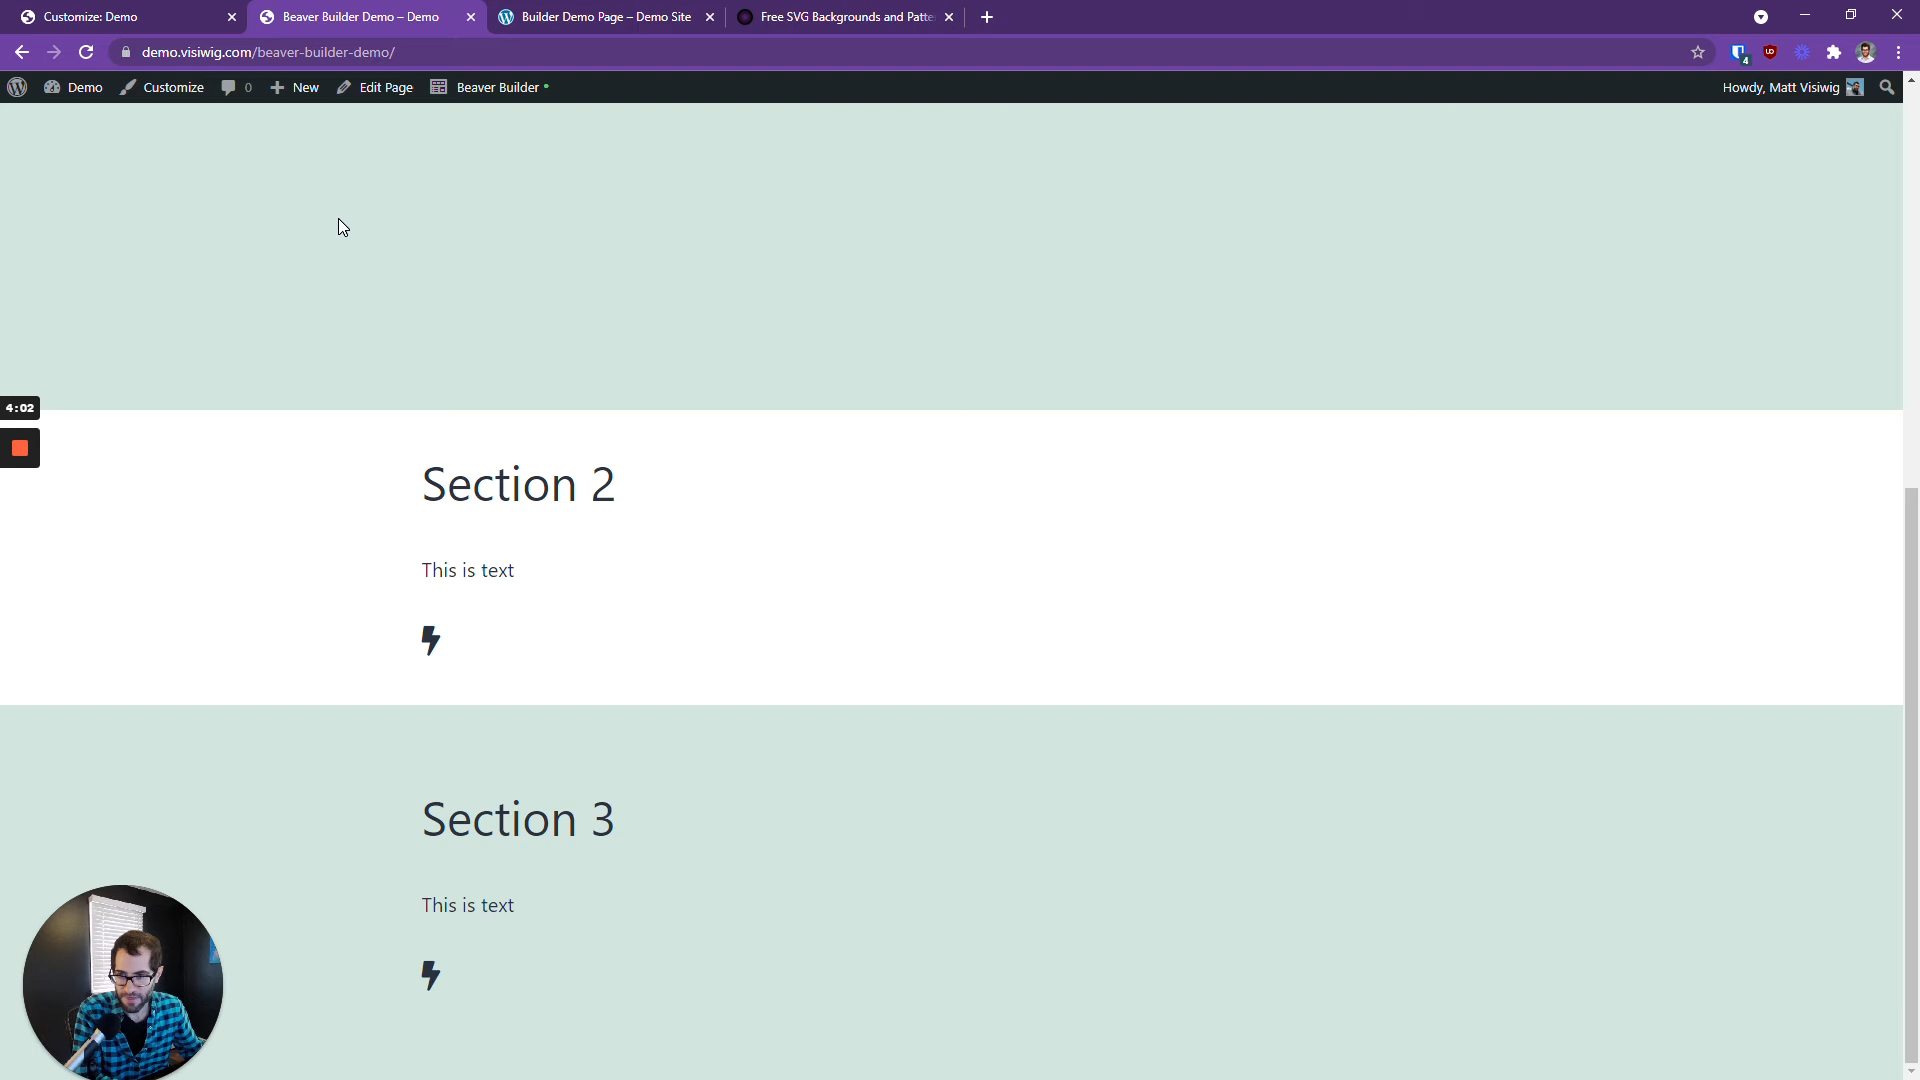 Customize: Demo
Beaver Builder Demo – Demo
Builder Demo Page – Demo Site
Free SVG Backgrounds and Patte
demo.visiwig.com/beaver-builder-demo/
4
Demo
Customize
0
New
Edit Page
Beaver Builder
Howdy, Matt Visiwig
4:02
Section 2
This is text
Section 3
This is text